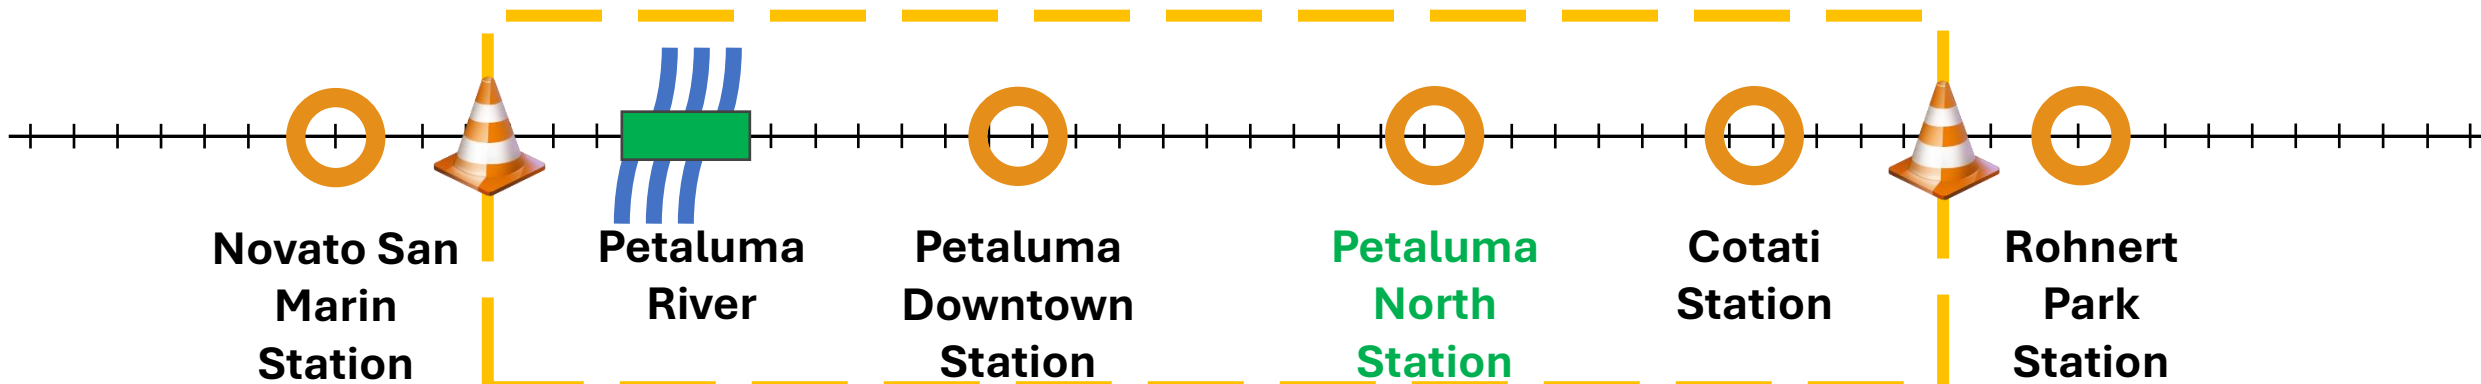 Novato San
Marin
Station
Petaluma
River
Petaluma
Downtown
Station
Petaluma
North
Station
Cotati
Station
Rohnert
Park
Station